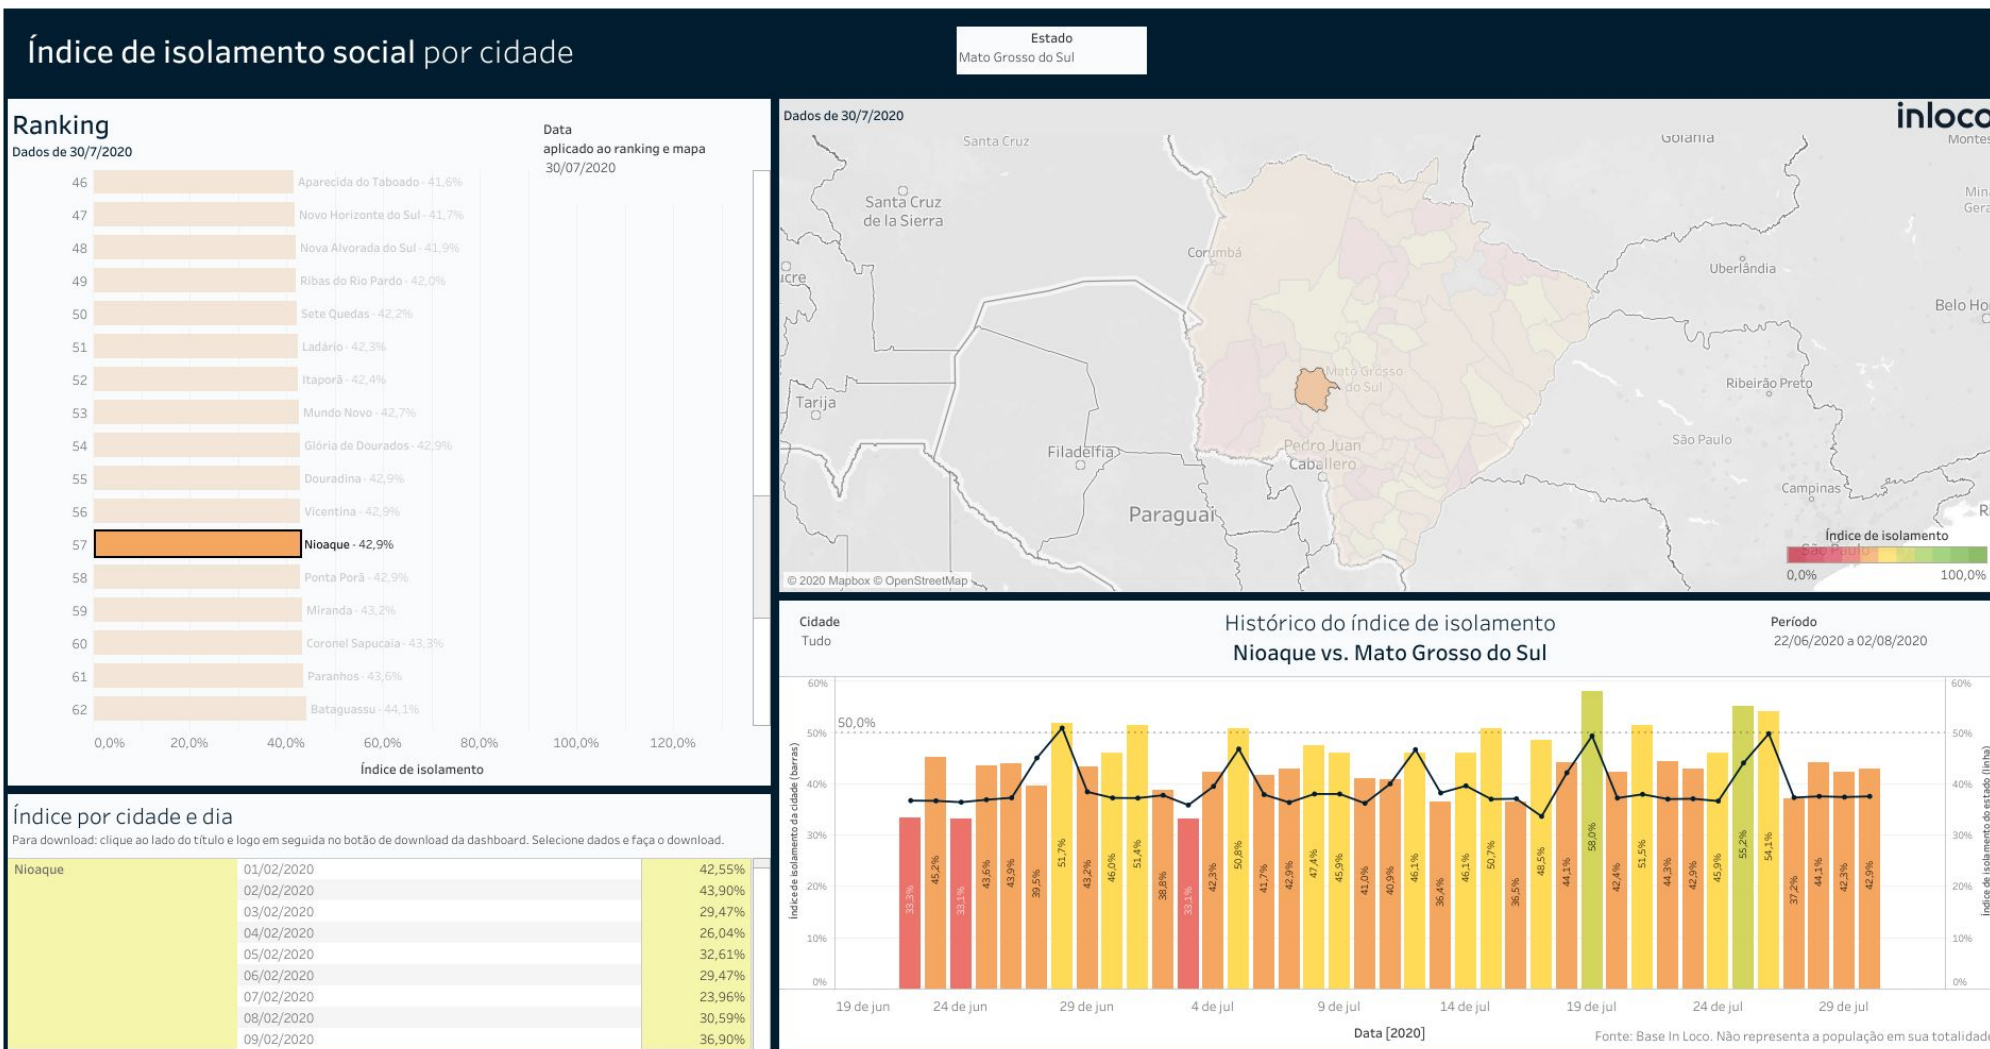 Índice de isolamento social por cidade
Estado
Mato Grosso do Sul
Ranking
Dados de 30/7/2020
Data
aplicado ao ranking e mapa
30/07/2020
46 Aparecida do Taboado - 41,6%
47 Novo Horizonte do Sul - 41,7%
48 Nova Alvorada do Sul - 41,9%
49 Ribas do Rio Pardo - 42,0%
50 Sete Quedas - 42,2%
51 Ladário - 42,3%
52 Itaporã - 42,4%
53 Mundo Novo - 42,7%
54 Glória de Dourados - 42,9%
55 Douradina - 42,9%
56 Vicentina - 42,9%
57 Nioaque - 42,9%
58 Ponta Porã - 42,9%
59 Miranda - 43,2%
60 Coronel Sapucaia - 43,3%
61 Paranhos - 43,6%
62 Bataguassu - 44,1%
0,0% 20,0% 40,0% 60,0% 80,0% 100,0% 120,0%
Índice de isolamento
Índice por cidade e dia
Para download: clique ao lado do título e logo em seguida no botão de download da dashboard. Selecione dados e faça o download.
Nioaque 01/02/2020 42,55%
02/02/2020 43,90%
03/02/2020 29,47%
04/02/2020 26,04%
05/02/2020 32,61%
06/02/2020 29,47%
07/02/2020 23,96%
08/02/2020 30,59%
09/02/2020 36,90%
Dados de 30/7/2020
inloco
Santa Cruz
Goiânia
Montes
Santa Cruz
de la Sierra
Mina
Gera
Corumbá
Uberlândia
ucre
Belo Ho
Mato Grosso
do Sul
Ribeirão Preto
Tarija
São Paulo
Filadélfia
Pedro Juan
Caballero
Campinas
Paraguai
Ri
Índice de isolamento
São Paulo
0,0% 100,0%
© 2020 Mapbox © OpenStreetMap
Cidade
Tudo
Histórico do índice de isolamento
Nioaque vs. Mato Grosso do Sul
Período
22/06/2020 a 02/08/2020
Índice de isolamento da cidade (barras)
60%
50%
40%
30%
20%
10%
0%
50,0%
33,3%
45,2%
33,1%
43,6%
43,9%
39,5%
51,7%
43,2%
46,0%
51,4%
38,8%
33,1%
42,3%
50,8%
41,7%
42,9%
47,4%
45,9%
41,0%
40,9%
46,1%
36,4%
46,1%
50,7%
36,5%
48,5%
44,1%
58,0%
42,4%
51,5%
44,3%
42,9%
45,9%
55,2%
54,1%
37,2%
44,1%
42,3%
42,9%
60%
50%
40%
30%
20%
10%
0%
Índice de isolamento do estado (linha)
19 de jun 24 de jun 29 de jun 4 de jul 9 de jul 14 de jul 19 de jul 24 de jul 29 de jul
Data [2020]
Fonte: Base In Loco. Não representa a população em sua totalidade